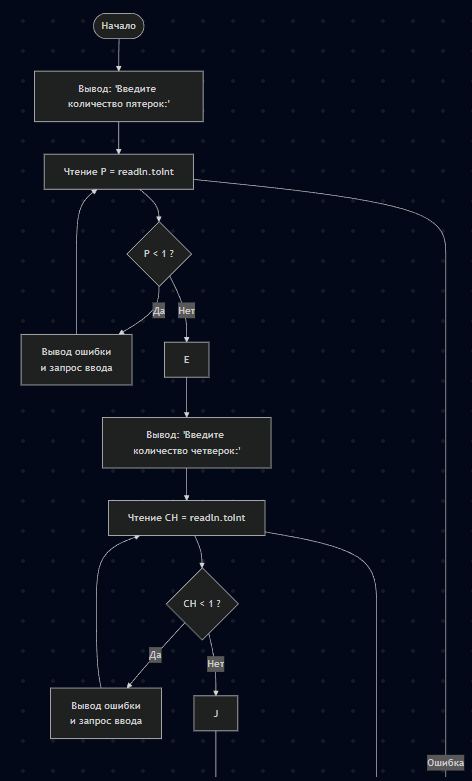 Начало
Вывод: 'Введите
количество пятерок:'
Чтение P = readln.toInt
P < 1 ?
Да
Нет
Вывод ошибки
и запрос ввода
E
Вывод: 'Введите
количество четверок:'
Чтение CH = readln.toInt
CH < 1 ?
Да
Нет
Вывод ошибки
и запрос ввода
J
Ошибка